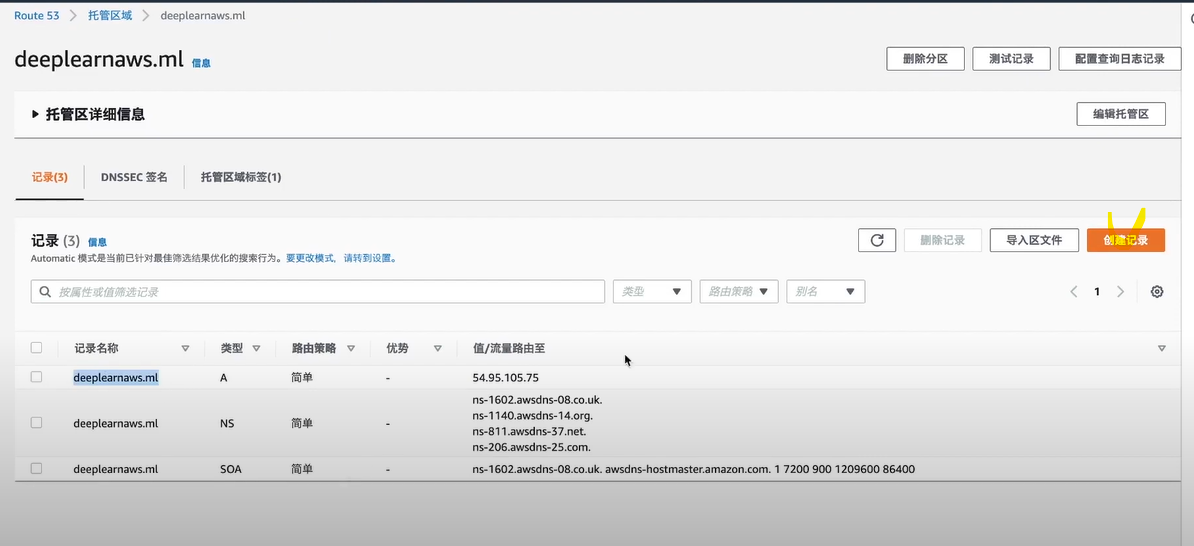 Route 53 > 托管区域 > deeplearnaws.ml
deeplearnaws.ml 信息
删除分区 测试记录 配置查询日志记录
托管区详细信息
编辑托管区
记录(3) DNSSEC 签名 托管区域标签(1)
记录 (3) 信息
删除记录 导入区文件 创建记录
Automatic 模式是当前已针对最佳筛选结果优化的搜索行为。要更改模式，请转到设置。
按属性或值筛选记录 类型 路由策略 别名 1
记录名称 类型 路由策略 优势 值/流量路由至
deeplearnaws.ml A 简单 - 54.95.105.75
deeplearnaws.ml NS 简单 - ns-1602.awsdns-08.co.uk.
ns-1140.awsdns-14.org.
ns-811.awsdns-37.net.
ns-206.awsdns-25.com.
deeplearnaws.ml SOA 简单 - ns-1602.awsdns-08.co.uk. awsdns-hostmaster.amazon.com. 1 7200 900 1209600 86400